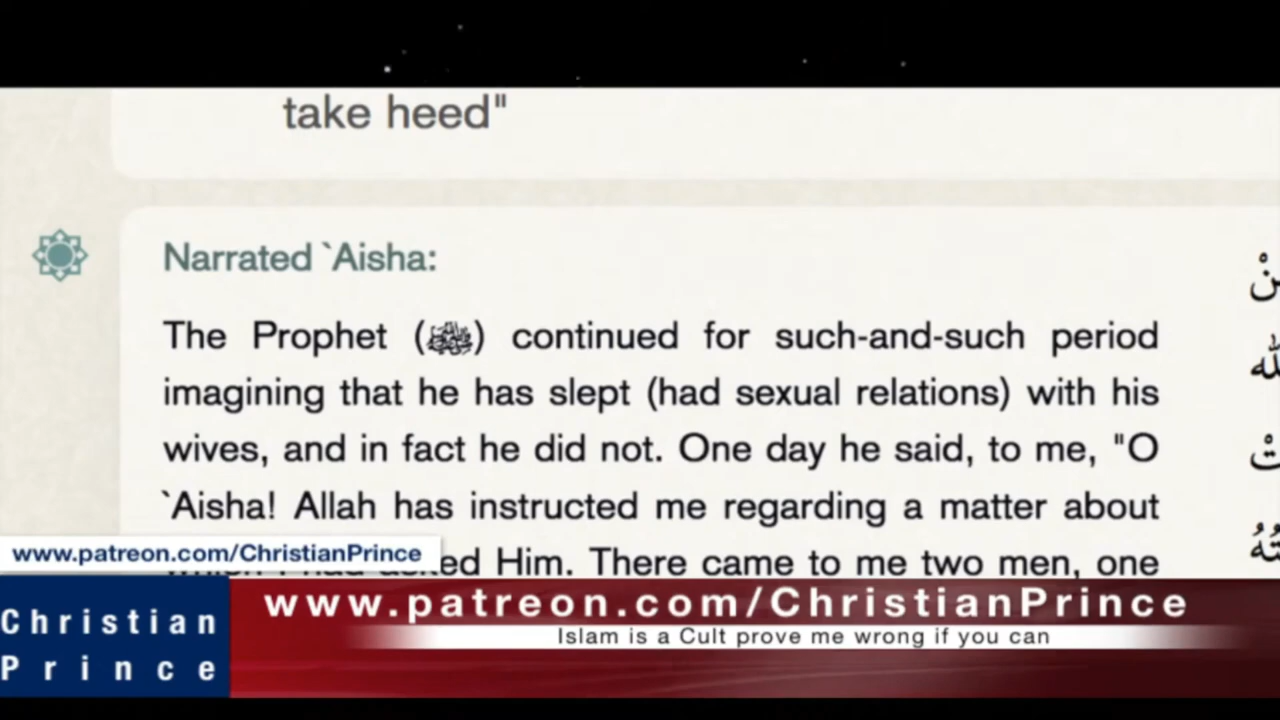 take heed"
Narrated `Aisha:
The Prophet (ﷺ) continued for such-and-such period
imagining that he has slept (had sexual relations) with his
wives, and in fact he did not. One day he said, to me, "O
`Aisha! Allah has instructed me regarding a matter about
asked Him. There came to me two men, one
www.patreon.com/ChristianPrince
Christian
Prince
www.patreon.com/ChristianPrince
Islam is a Cult prove me wrong if you can